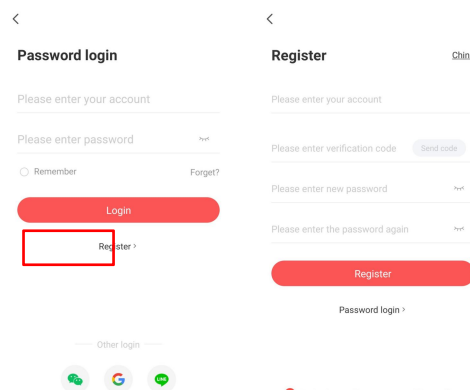 Password login
Please enter your account
Please enter password
Remember
Forget?
Login
Register >
Other login
LINE
Register
Chin
Please enter your account
Please enter verification code
Send code
Please enter new password
Please enter the password again
Register
Password login >